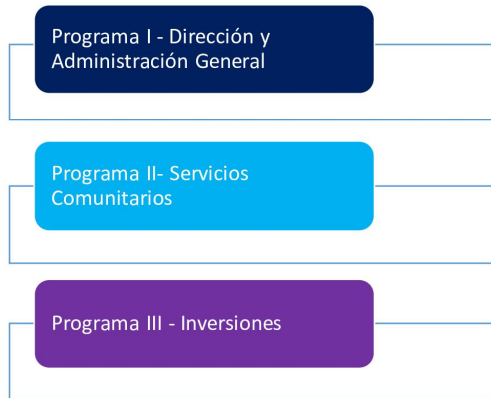 Programa I - Dirección y
Administración General
Programa II- Servicios
Comunitarios
Programa III - Inversiones